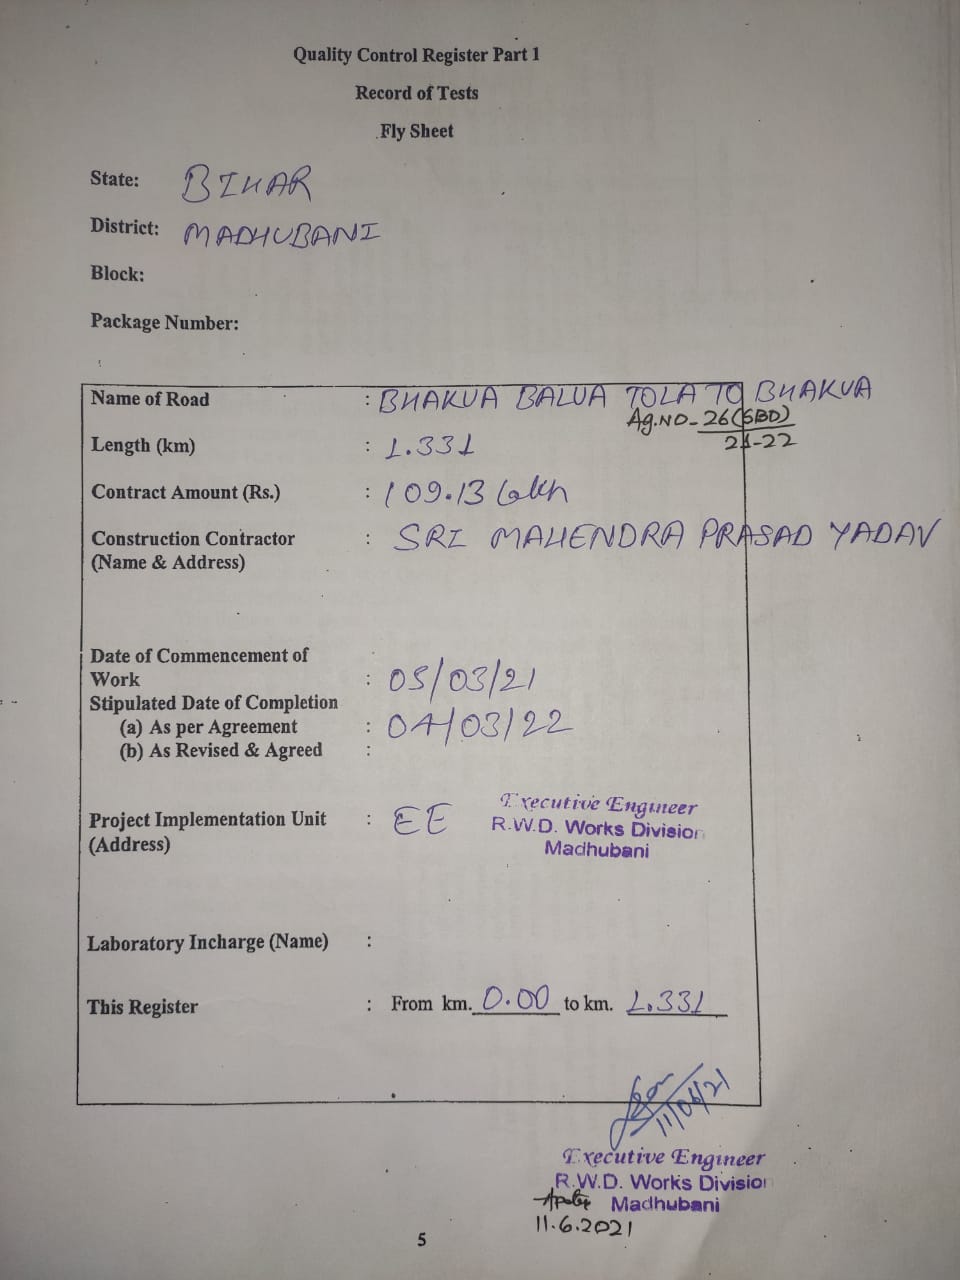 Quality Control Register Part 1
Record of Tests
Fly Sheet
State: BIHAR
District: MADHUBANI
Block:
Package Number:
Name of Road : BHAKUA BALUA TOLA TO BHAKUA
Ag.NO- 26(SBD)
21-22
Length (km) : 1.331
Contract Amount (Rs.) : 109.13 Lakh
Construction Contractor : SRI MAHENDRA PRASAD YADAV
(Name & Address)
Date of Commencement of
Work : 05/03/21
Stipulated Date of Completion
(a) As per Agreement : 04/03/22
(b) As Revised & Agreed :
Project Implementation Unit : EE
(Address)
Executive Engineer
R.W.D. Works Division
Madhubani
Laboratory Incharge (Name) :
This Register : From km. 0.00 to km. 1.331
11/06/21
Executive Engineer
R.W.D. Works Division
Madhubani
11.6.2021
5